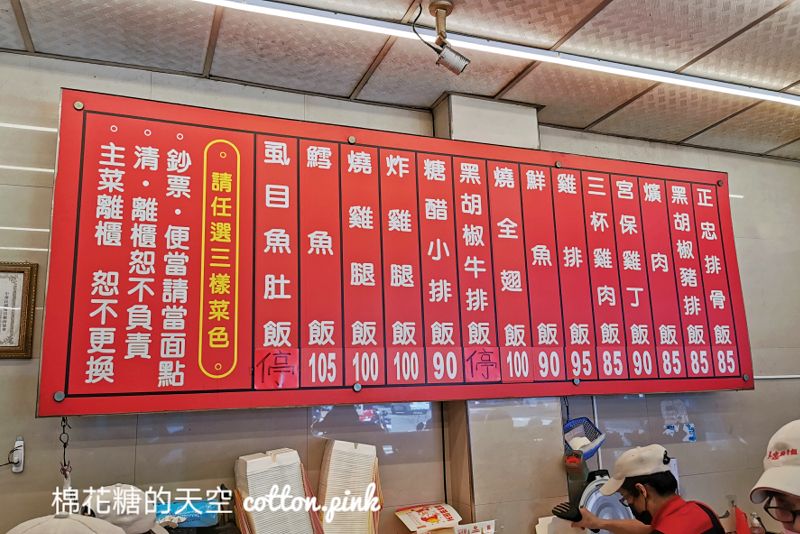 正忠排骨飯85
黑胡椒豬排飯85
爌肉飯85
宮保雞丁飯90
三杯雞肉飯85
雞排飯95
鮮魚飯90
燒全翅飯100
黑胡椒牛排飯停
糖醋小排飯90
炸雞腿飯100
燒雞腿飯100
鱈魚飯105
虱目魚肚飯停
。請任選三樣菜色。
。鈔票·便當請當面點
清·離櫃恕不負責
。主菜離櫃 恕不更換
棉花糖的天空 cotton.pink